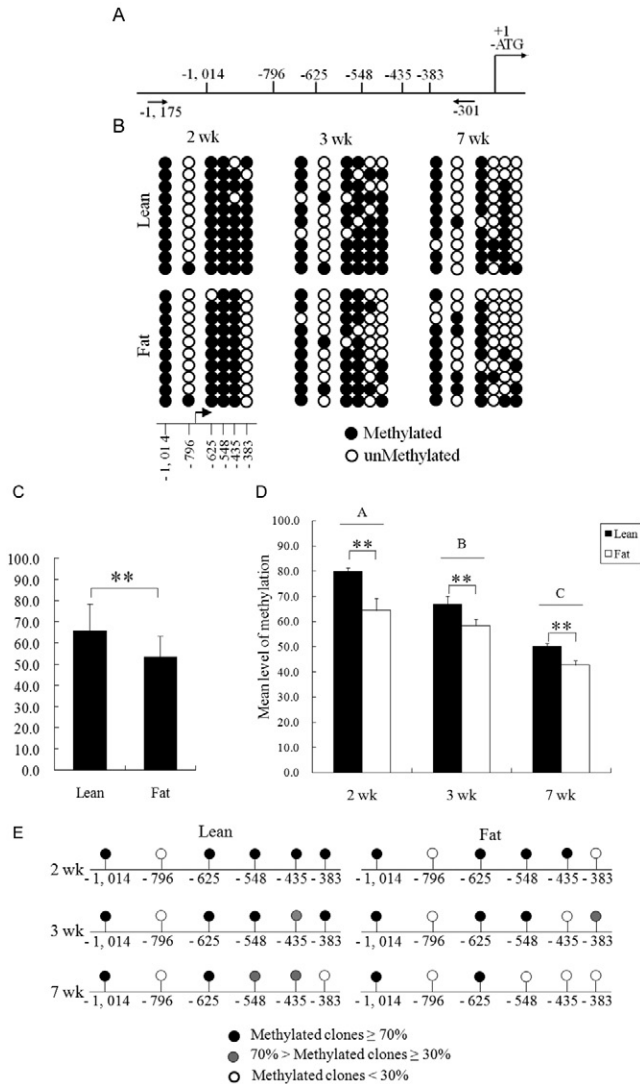 A
+1
-ATG
-1, 014 -796 -625 -548 -435 -383
-1, 175 -301
B
2 wk 3 wk 7 wk
Lean
Fat
-1, 014 -796 -625 -548 -435 -383
Methylated
unMethylated
C
100.0
90.0
80.0
70.0
60.0
50.0
40.0
30.0
20.0
10.0
0.0
**
Lean Fat
D
Mean level of methylation
100.0
90.0
80.0
70.0
60.0
50.0
40.0
30.0
20.0
10.0
0.0
A
**
B
**
C
**
Lean
Fat
2 wk 3 wk 7 wk
E
Lean Fat
2 wk
-1, 014 -796 -625 -548 -435 -383 -1, 014 -796 -625 -548 -435 -383
3 wk
-1, 014 -796 -625 -548 -435 -383 -1, 014 -796 -625 -548 -435 -383
7 wk
-1, 014 -796 -625 -548 -435 -383 -1, 014 -796 -625 -548 -435 -383
Methylated clones ≥ 70%
70% > Methylated clones ≥ 30%
Methylated clones < 30%